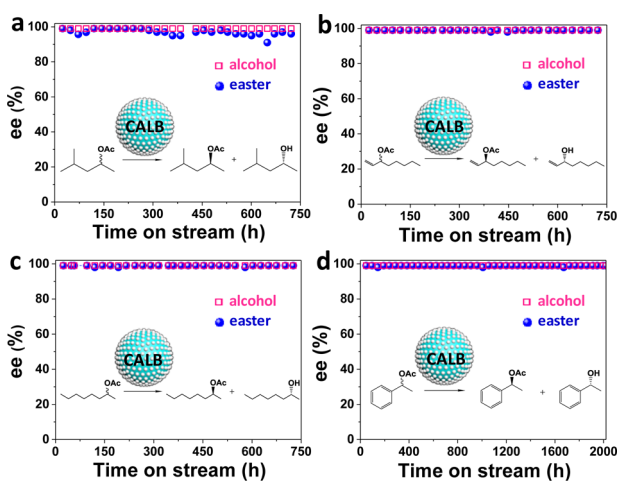 a
100
80
60
40
20
0
ee (%)
alcohol
easter
CALB
OAc
OAc
OH
+
0 150 300 450 600 750
Time on stream (h)
b
100
80
60
40
20
0
ee (%)
alcohol
easter
CALB
OAc
OAc
OH
+
0 150 300 450 600 750
Time on stream (h)
c
100
80
60
40
20
0
ee (%)
alcohol
easter
CALB
OAc
OAc
OH
+
0 150 300 450 600 750
Time on stream (h)
d
100
80
60
40
20
0
ee (%)
alcohol
easter
CALB
OAc
OAc
OH
+
0 400 800 1200 1600 2000
Time on stream (h)